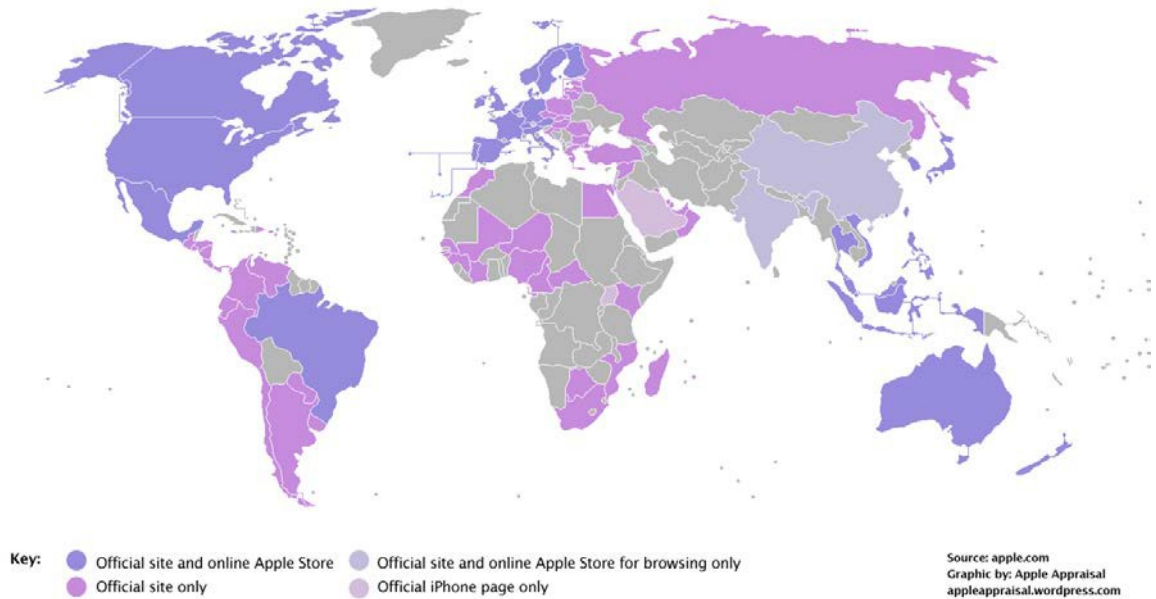 Key:
Official site and online Apple Store
Official site only
Official site and online Apple Store for browsing only
Official iPhone page only
Source: apple.com
Graphic by: Apple Appraisal
appleappraisal.wordpress.com